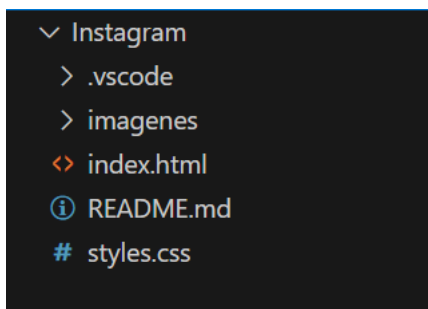 Instagram
.vscode
imagenes
index.html
README.md
# styles.css